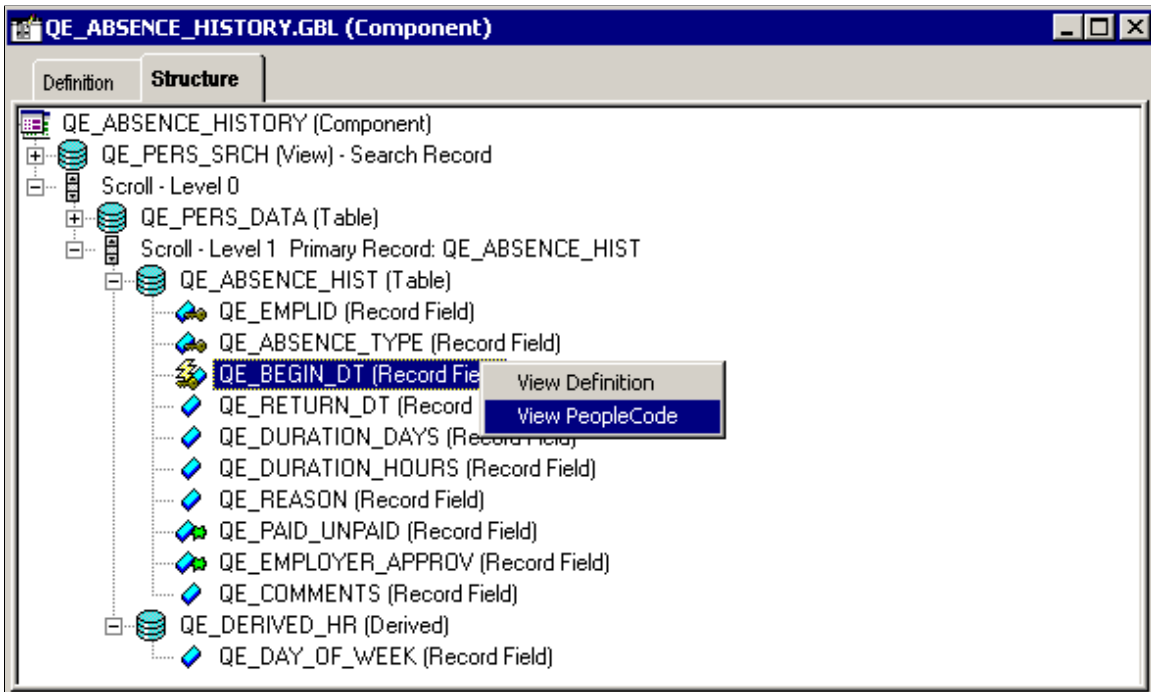 QE_ABSENCE_HISTORY.GBL (Component)
Definition Structure
QE_ABSENCE_HISTORY (Component)
QE_PERS_SRCH (View) - Search Record
Scroll - Level 0
QE_PERS_DATA (Table)
Scroll - Level 1 Primary Record: QE_ABSENCE_HIST
QE_ABSENCE_HIST (Table)
QE_EMPLID (Record Field)
QE_ABSENCE_TYPE (Record Field)
QE_BEGIN_DT (Record Fie
View Definition
QE_RETURN_DT (Record
View PeopleCode
QE_DURATION_DAYS (Record Field)
QE_DURATION_HOURS (Record Field)
QE_REASON (Record Field)
QE_PAID_UNPAID (Record Field)
QE_EMPLOYER_APPROV (Record Field)
QE_COMMENTS (Record Field)
QE_DERIVED_HR (Derived)
QE_DAY_OF_WEEK (Record Field)